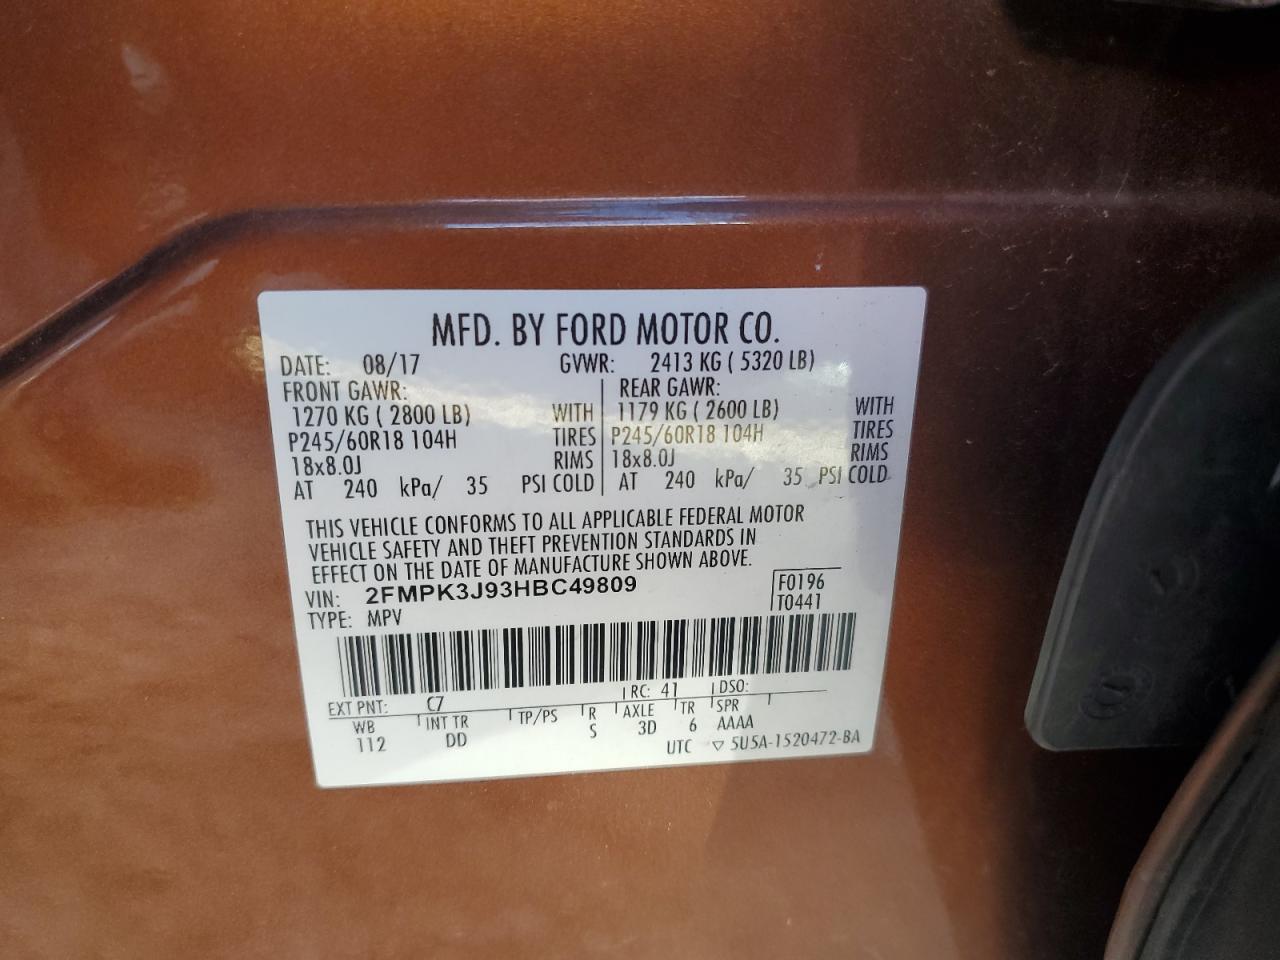 MFD. BY FORD MOTOR CO.
DATE: 08/17 GVWR: 2413 KG ( 5320 LB)
FRONT GAWR: REAR GAWR:
1270 KG ( 2800 LB) WITH 1179 KG ( 2600 LB) WITH
P245/60R18 104H TIRES P245/60R18 104H TIRES
18x8.0J RIMS 18x8.0J RIMS
AT 240 kPa/ 35 PSI COLD AT 240 kPa/ 35 PSI COLD
THIS VEHICLE CONFORMS TO ALL APPLICABLE FEDERAL MOTOR
VEHICLE SAFETY AND THEFT PREVENTION STANDARDS IN
EFFECT ON THE DATE OF MANUFACTURE SHOWN ABOVE.
VIN: 2FMPK3J93HBC49809 F0196
TYPE: MPV T0441
EXT PNT: C7 RC: 41 DSO:
WB INT TR TP/PS R AXLE TR SPR
112 DD S 3D 6 AAAA
UTC ▽ 5U5A-1520472-BA